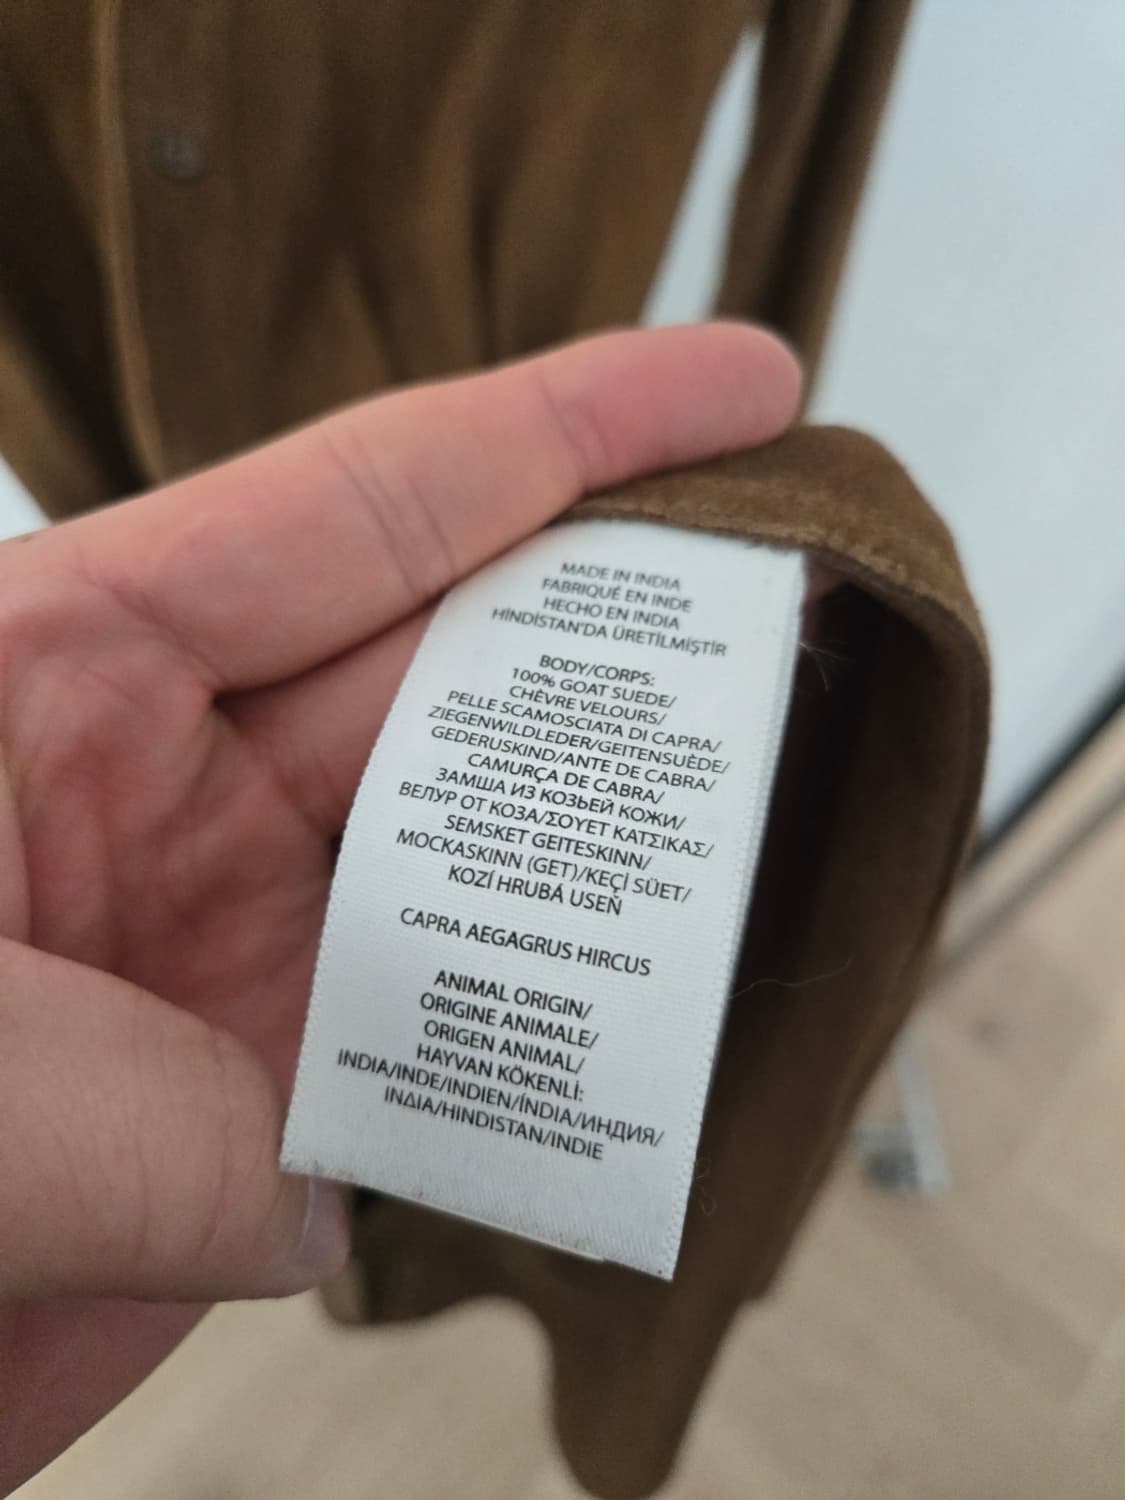 MADE IN INDIA
FABRIQUÉ EN INDE
HECHO EN INDIA
HİNDİSTAN'DA ÜRETİLMİŞTİR
BODY/CORPS:
100% GOAT SUEDE/
CHÈVRE VELOURS/
PELLE SCAMOSCIATA DI CAPRA/
ZIEGENWILDLEDER/GEITENSUÈDE/
GEDERUSKIND/ANTE DE CABRA/
CAMURÇA DE CABRA/
ЗАМША ИЗ КОЗЬЕЙ КОЖИ/
ВЕЛУР ОТ КОЗА/ΣΟΥΕΤ ΚΑΤΣΙΚΑΣ/
SEMSKET GEITESKINN/
MOCKASKINN (GET)/KEÇİ SÜET/
KOZÍ HRUBÁ USEŇ
CAPRA AEGAGRUS HIRCUS
ANIMAL ORIGIN/
ORIGINE ANIMALE/
ORIGEN ANIMAL/
HAYVAN KÖKENLİ:
INDIA/INDE/INDIEN/ÍNDIA/ИНДИЯ/
ΙΝΔΙΑ/HINDISTAN/INDIE